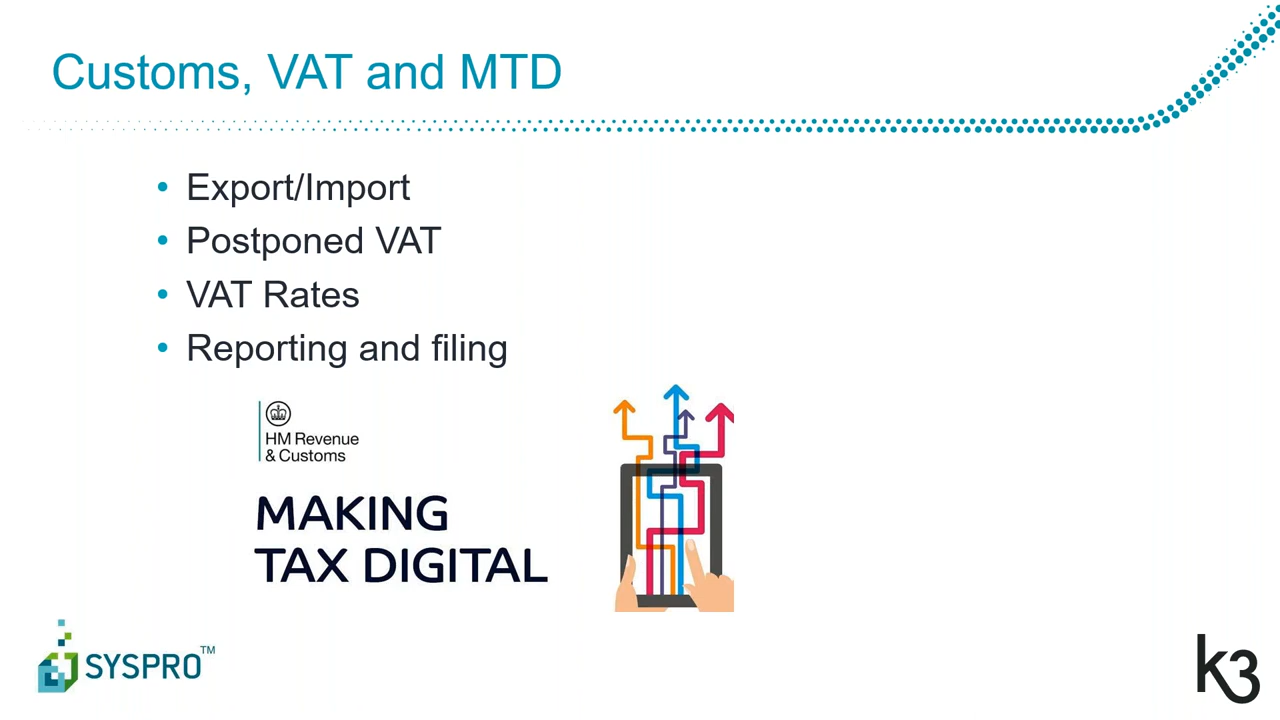 Customs, VAT and MTD
• Export/Import
• Postponed VAT
• VAT Rates
• Reporting and filing
HM Revenue
& Customs
MAKING
TAX DIGITAL
SYSPRO™
k3